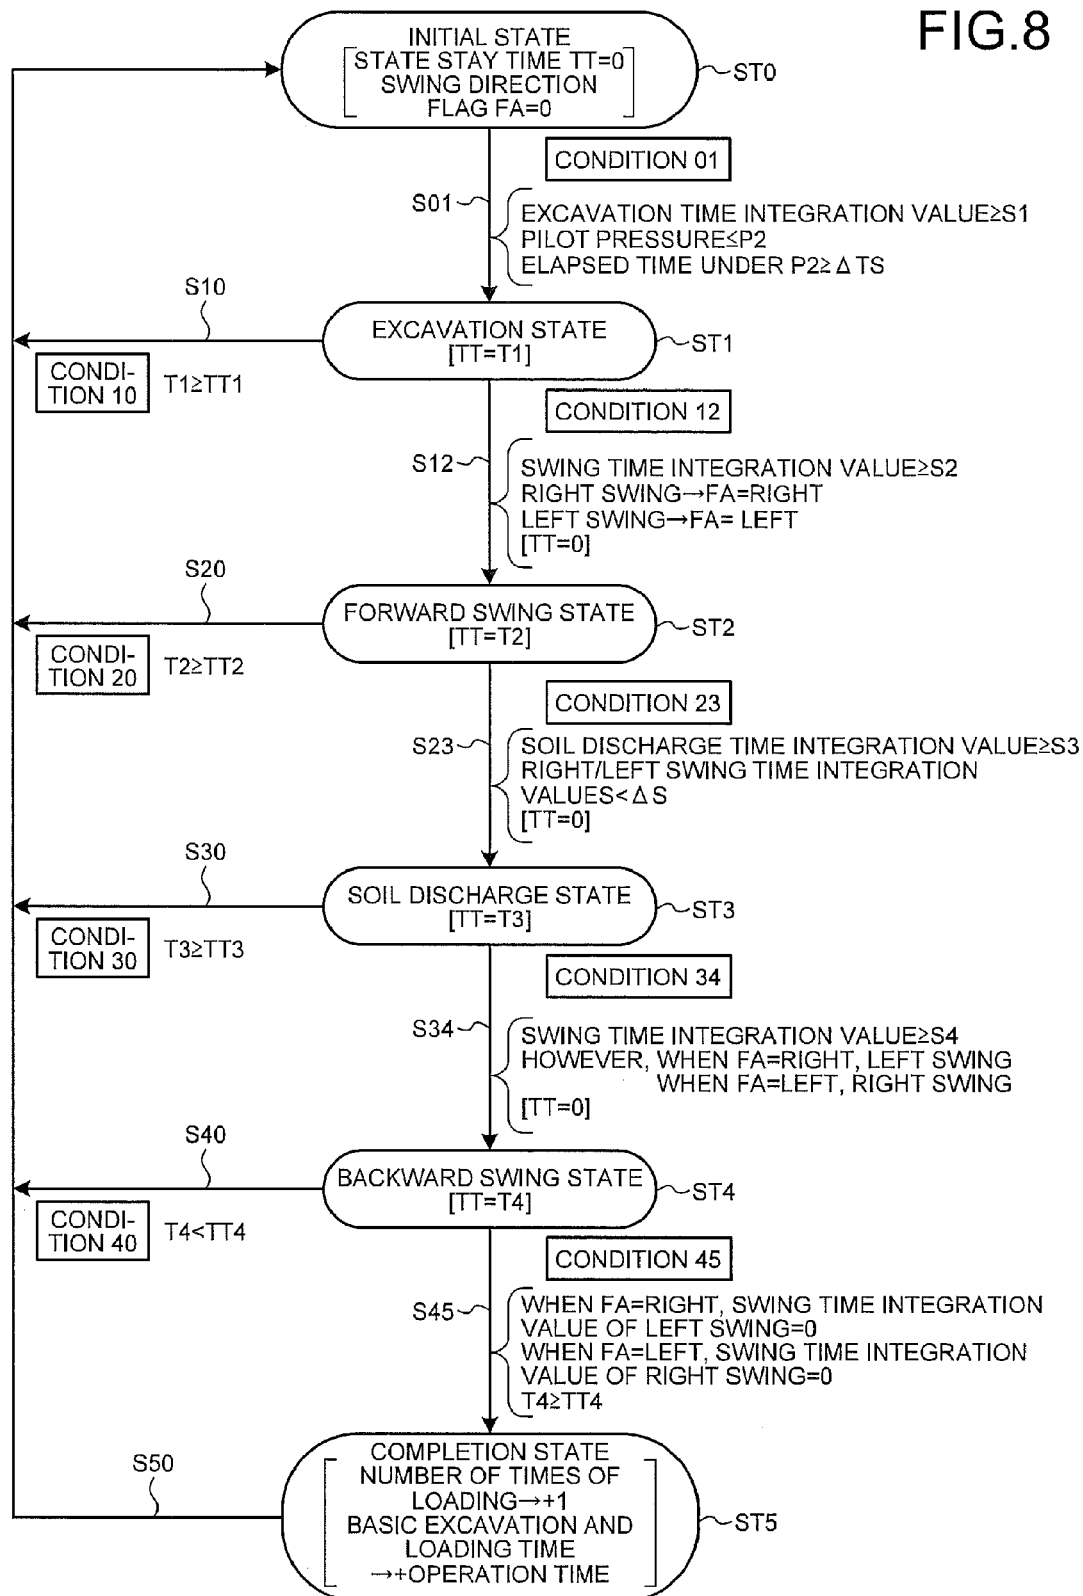 FIG.8
INITIAL STATE
STATE STAY TIME TT=0
SWING DIRECTION
FLAG FA=0
ST0
CONDITION 01
S01
EXCAVATION TIME INTEGRATION VALUE≥S1
PILOT PRESSURE≤P2
ELAPSED TIME UNDER P2≥ΔTS
S10
EXCAVATION STATE
[TT=T1]
ST1
CONDI-
TION 10
T1≥TT1
CONDITION 12
S12
SWING TIME INTEGRATION VALUE≥S2
RIGHT SWING→FA=RIGHT
LEFT SWING→FA= LEFT
[TT=0]
S20
FORWARD SWING STATE
[TT=T2]
ST2
CONDI-
TION 20
T2≥TT2
CONDITION 23
S23
SOIL DISCHARGE TIME INTEGRATION VALUE≥S3
RIGHT/LEFT SWING TIME INTEGRATION
VALUES<ΔS
[TT=0]
S30
SOIL DISCHARGE STATE
[TT=T3]
ST3
CONDI-
TION 30
T3≥TT3
CONDITION 34
S34
SWING TIME INTEGRATION VALUE≥S4
HOWEVER, WHEN FA=RIGHT, LEFT SWING
WHEN FA=LEFT, RIGHT SWING
[TT=0]
S40
BACKWARD SWING STATE
[TT=T4]
ST4
CONDI-
TION 40
T4<TT4
CONDITION 45
S45
WHEN FA=RIGHT, SWING TIME INTEGRATION
VALUE OF LEFT SWING=0
WHEN FA=LEFT, SWING TIME INTEGRATION
VALUE OF RIGHT SWING=0
T4≥TT4
S50
COMPLETION STATE
NUMBER OF TIMES OF
LOADING→+1
BASIC EXCAVATION AND
LOADING TIME
→+OPERATION TIME
ST5